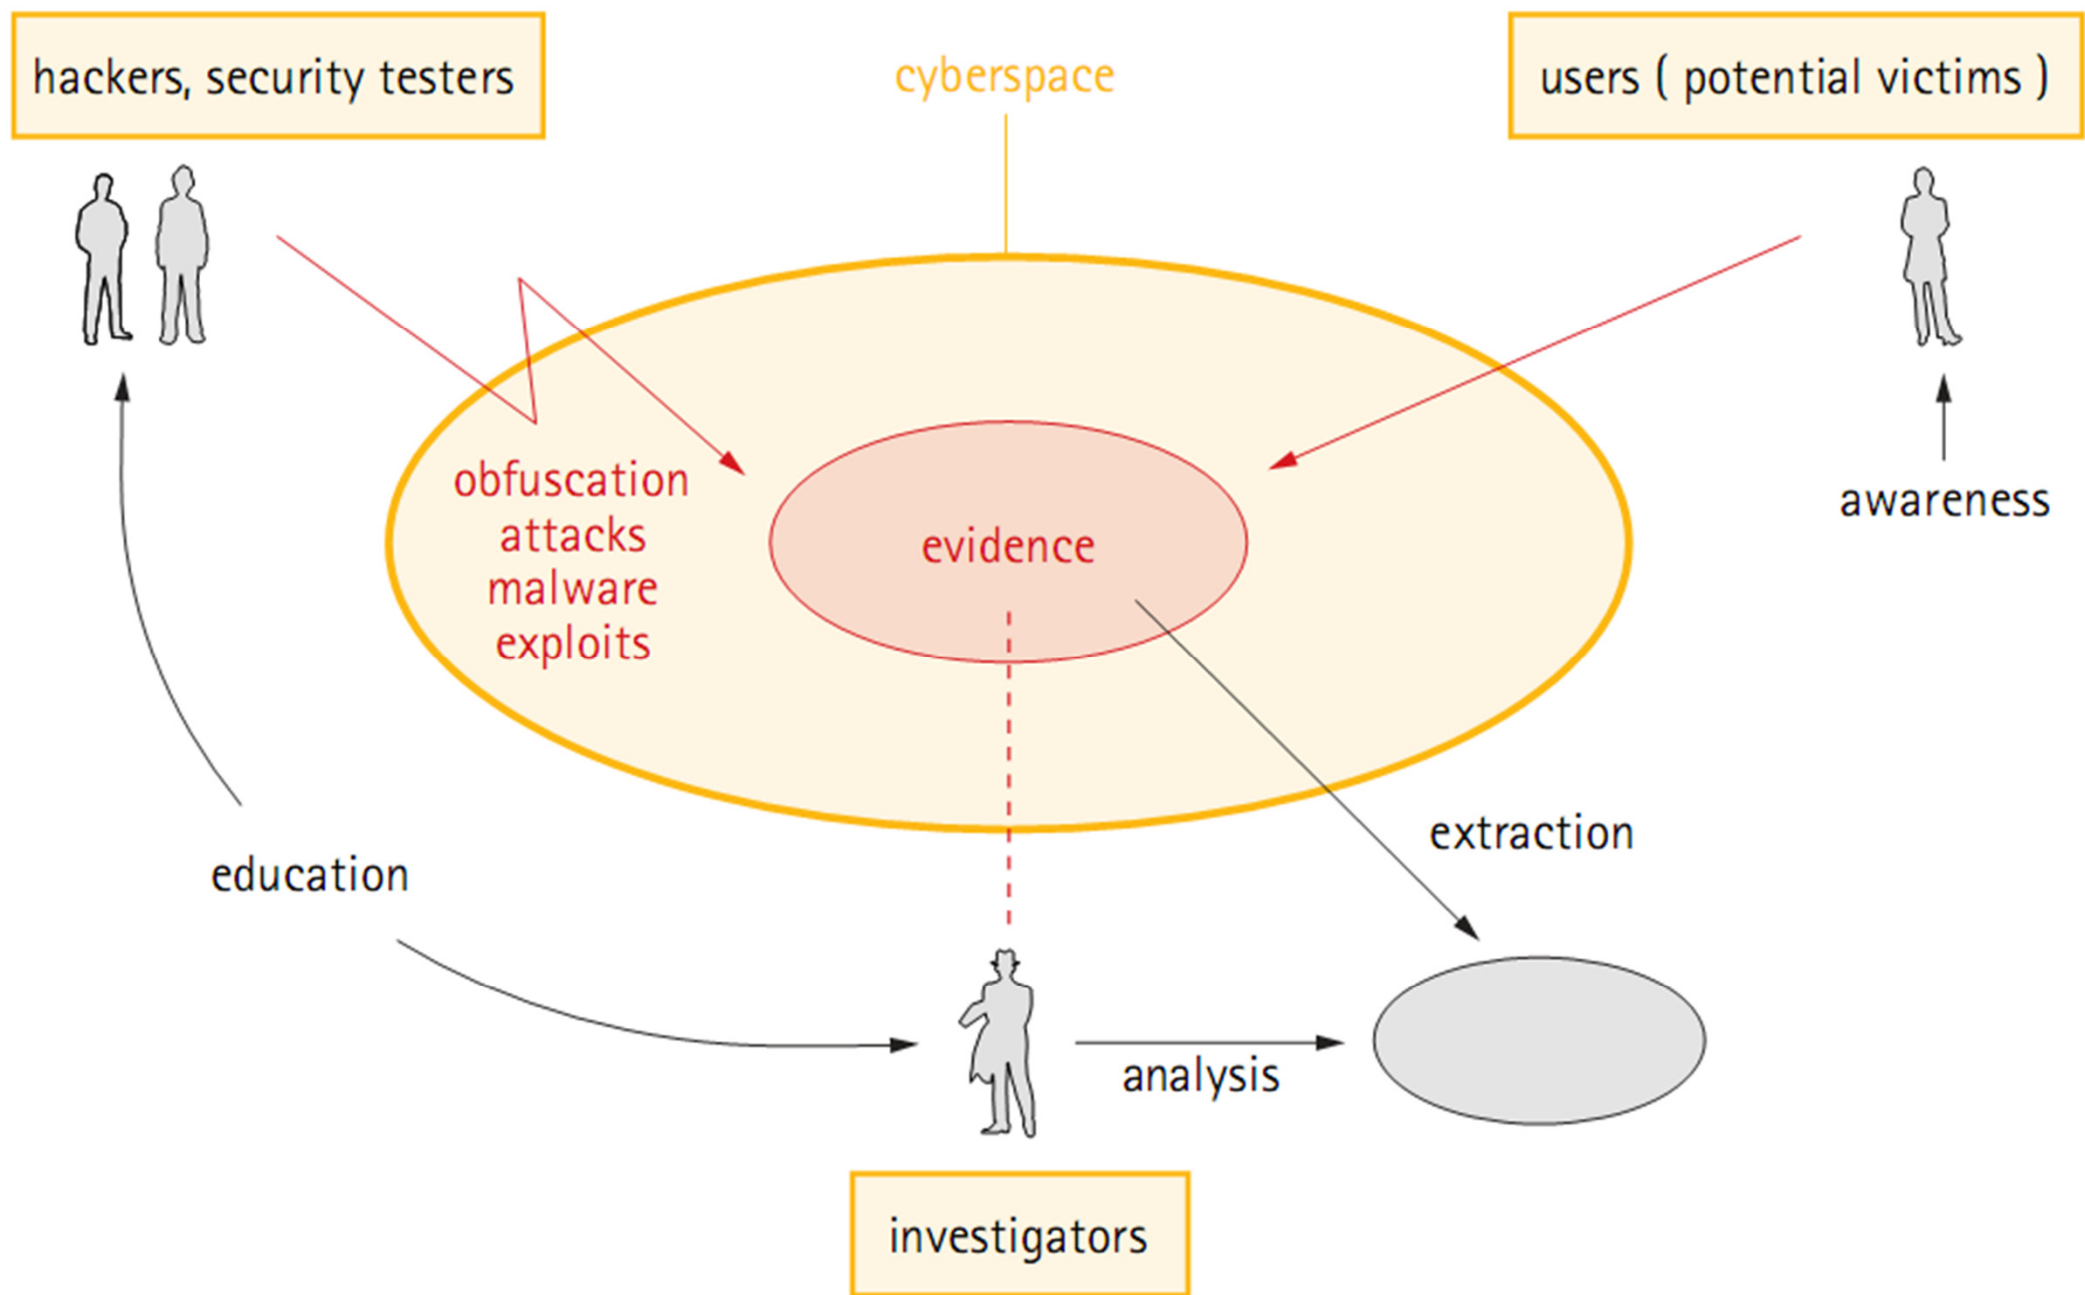 hackers, security testers
cyberspace
users ( potential victims )
awareness
obfuscation
attacks
malware
exploits
evidence
extraction
education
analysis
investigators